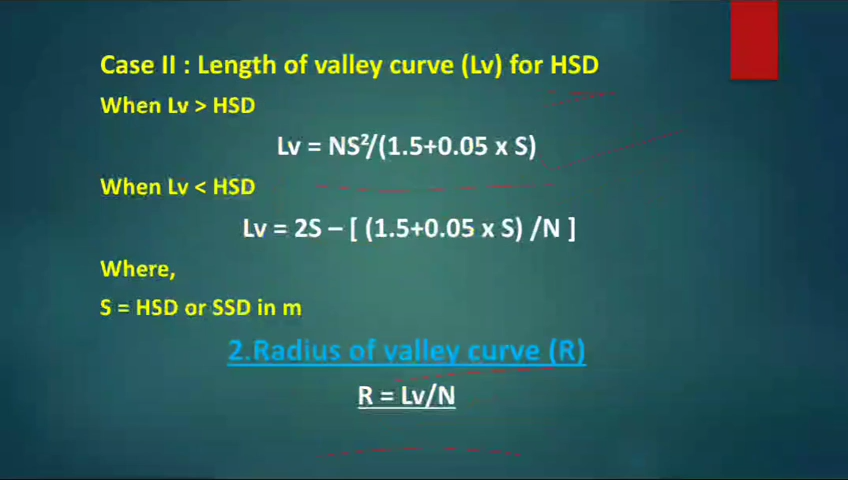 Case II : Length of valley curve (Lv) for HSD
When Lv > HSD
Lv = NS²/(1.5+0.05 x S)
When Lv < HSD
Lv = 2S – [ (1.5+0.05 x S) /N ]
Where,
S = HSD or SSD in m
2.Radius of valley curve (R)
R = Lv/N